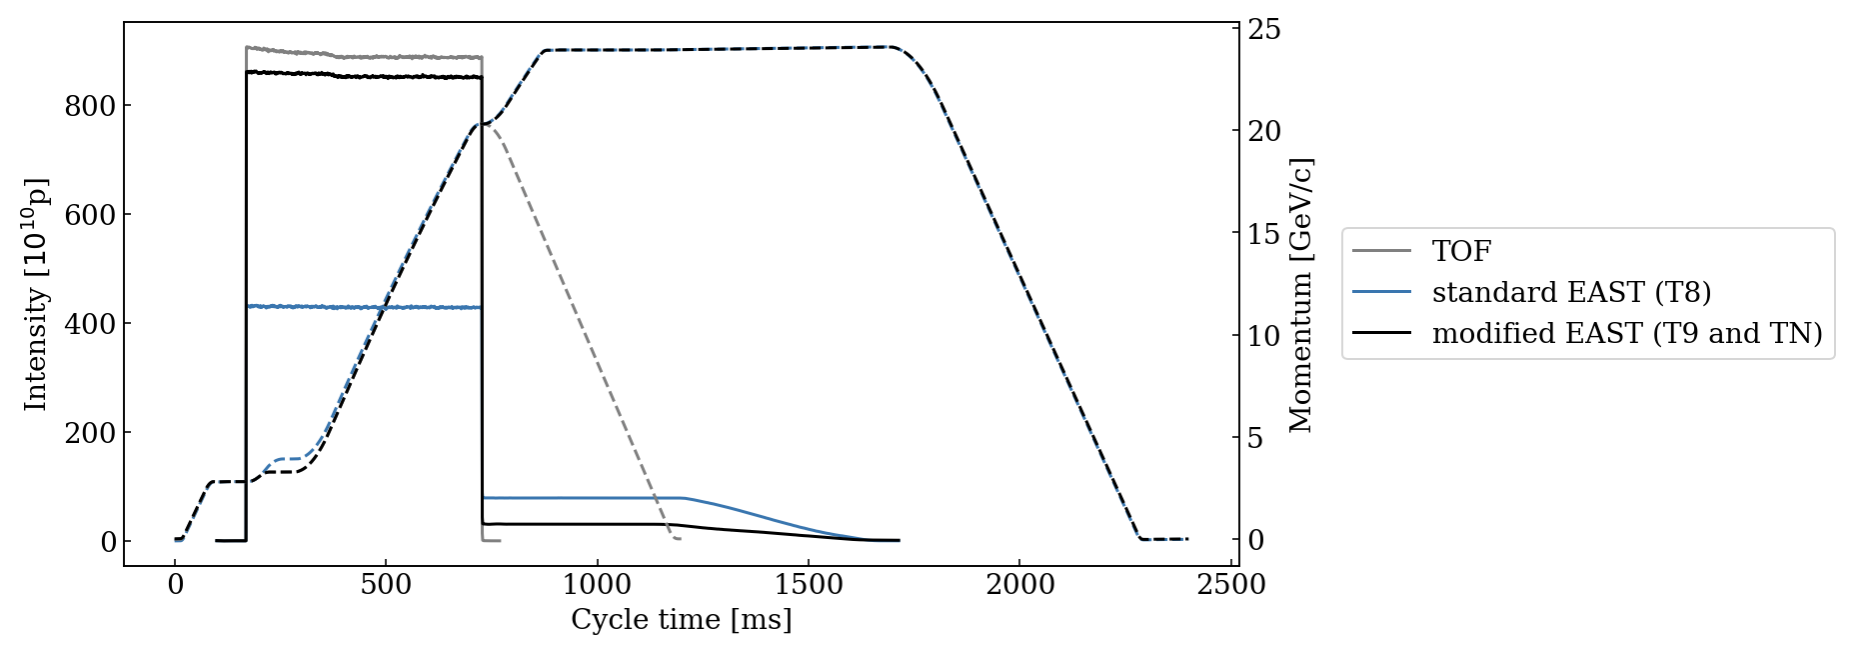 25
800
20
600
15
400
10
200
5
0
0
Intensity [10¹⁰p]
Momentum [GeV/c]
0 500 1000 1500 2000 2500
Cycle time [ms]
TOF
standard EAST (T8)
modified EAST (T9 and TN)